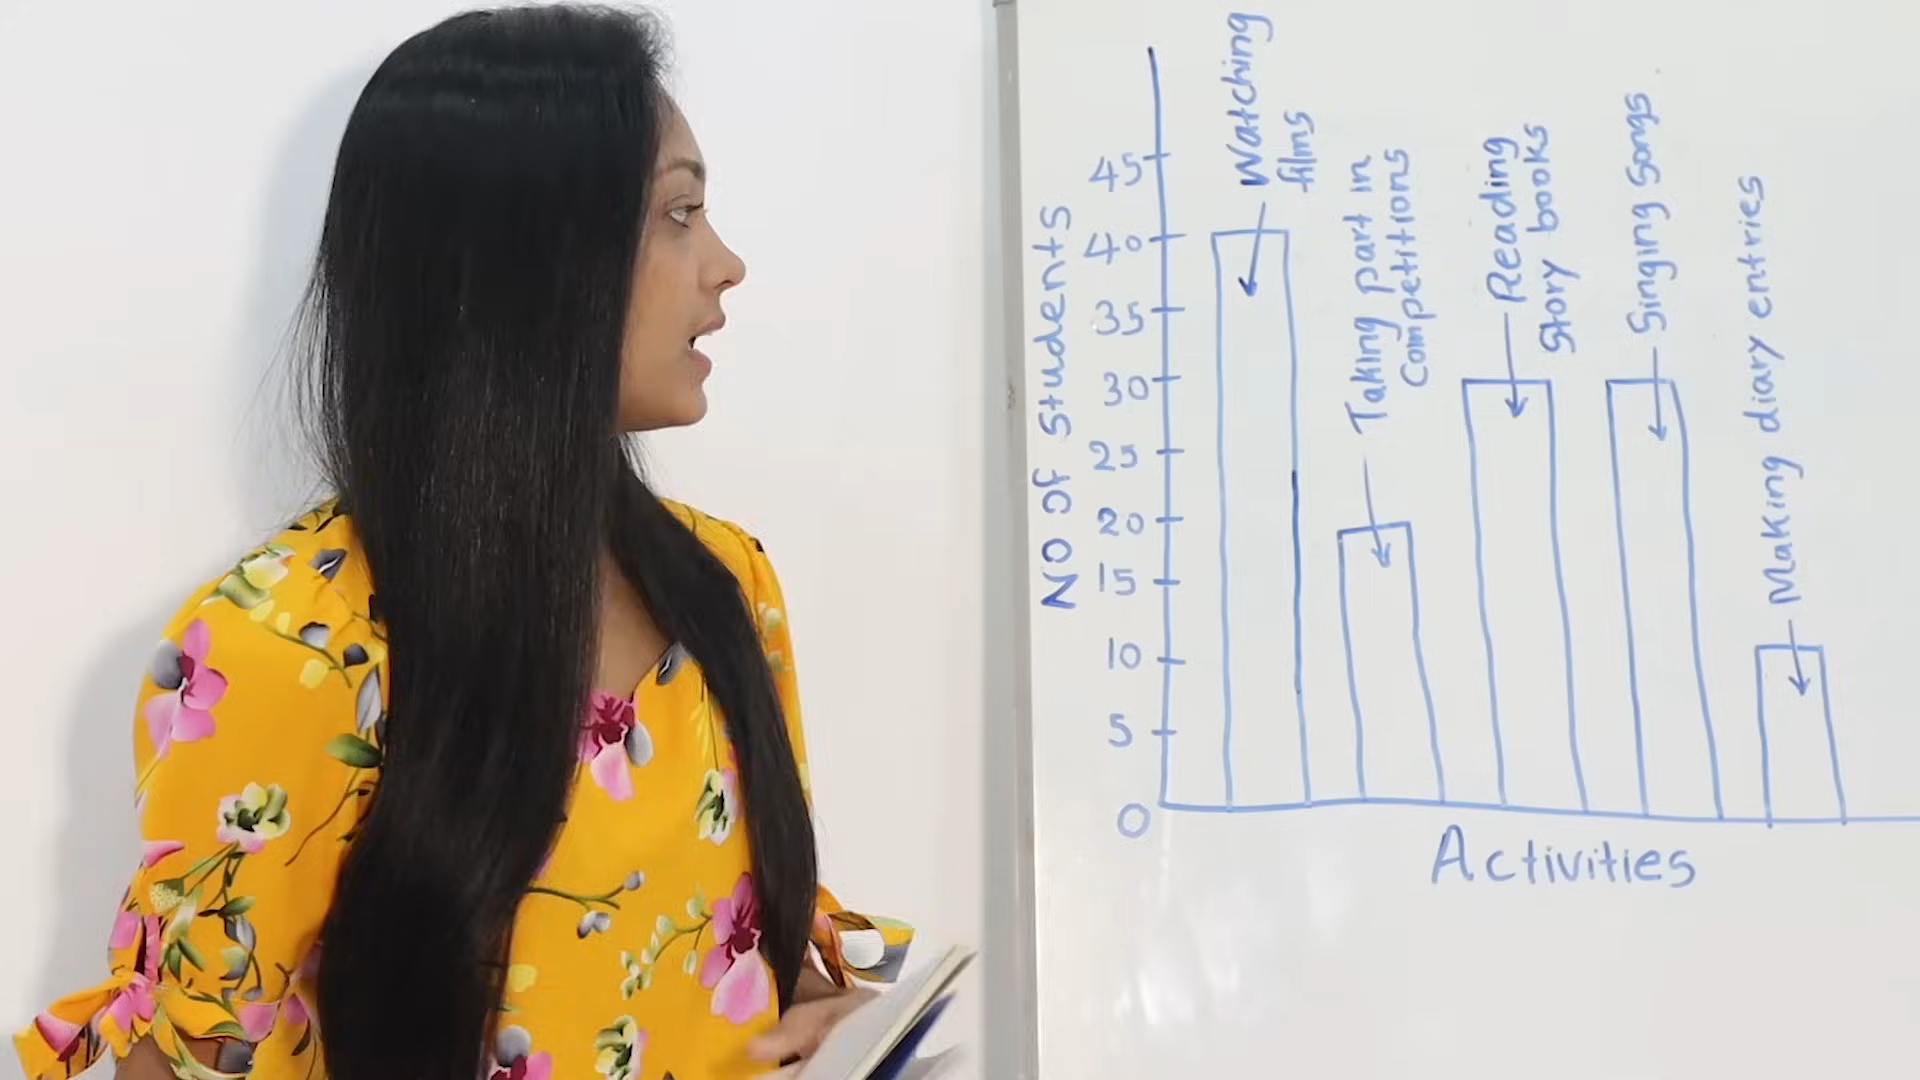 No of students
45
40
35
30
25
20
15
10
5
0
Watching
films
Taking part in
Competitions
Reading
Story books
Singing Songs
Making diary entries
Activities